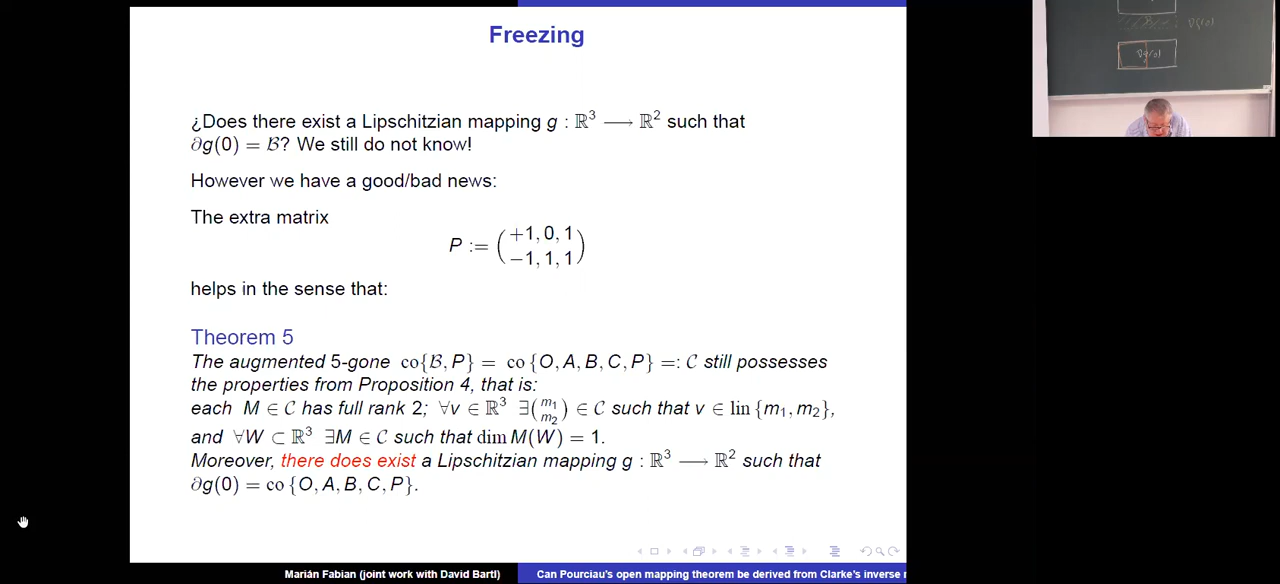 Freezing
¿Does there exist a Lipschitzian mapping g : ℝ³ ⟶ ℝ² such that
∂g(0) = ℬ? We still do not know!
However we have a good/bad news:
The extra matrix
P := ( +1, 0, 1
−1, 1, 1 )
helps in the sense that:
Theorem 5
The augmented 5-gone co{ℬ, P} = co {O, A, B, C, P} =: 𝒞 still possesses
the properties from Proposition 4, that is:
each M ∈ 𝒞 has full rank 2; ∀v ∈ ℝ³ ∃(m₁ m₂) ∈ 𝒞 such that v ∈ lin {m₁, m₂},
and ∀W ⊂ ℝ³ ∃M ∈ 𝒞 such that dim M(W) = 1.
Moreover, there does exist a Lipschitzian mapping g : ℝ³ ⟶ ℝ² such that
∂g(0) = co {O, A, B, C, P}.
Marián Fabian (joint work with David Bartl)
Can Pourciau's open mapping theorem be derived from Clarke's inverse